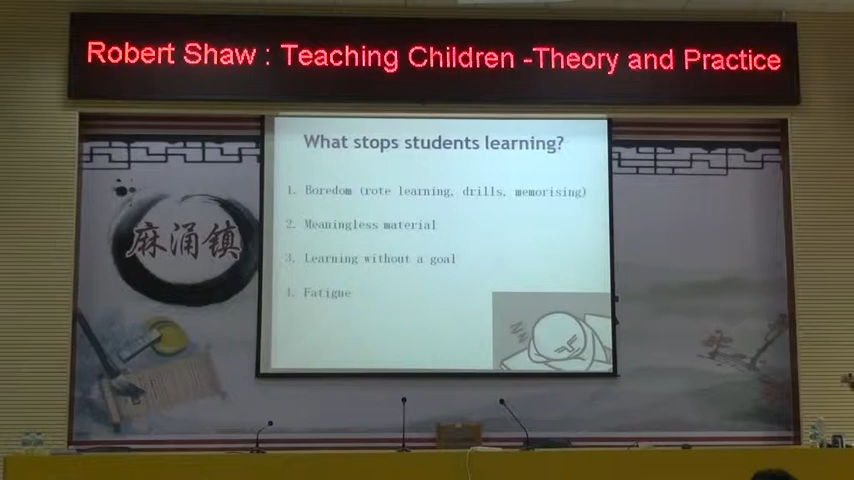 Robert Shaw : Teaching Children -Theory and Practice
What stops students learning?
1. Boredom (rote learning, drills, memorising)
2. Meaningless material
3. Learning without a goal
4. Fatigue
麻涌镇